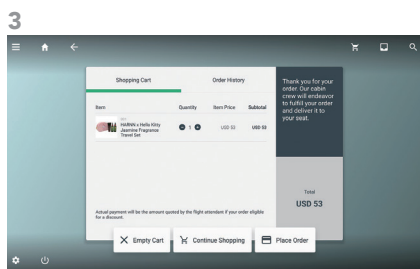 3
Shopping Cart Order History
Thank you for your
order. Our cabin
crew will endeavor
to fulfill your order
and deliver it to
your seat.
Item Quantity Item Price Subtotal
HARNN x Hello Kitty
Jasmine Fragrance
Travel Set
1 USD 53 USD 53
Total
USD 53
Actual payment will be the amount quoted by the flight attendant if your order eligible
for a discount.
Empty Cart Continue Shopping Place Order